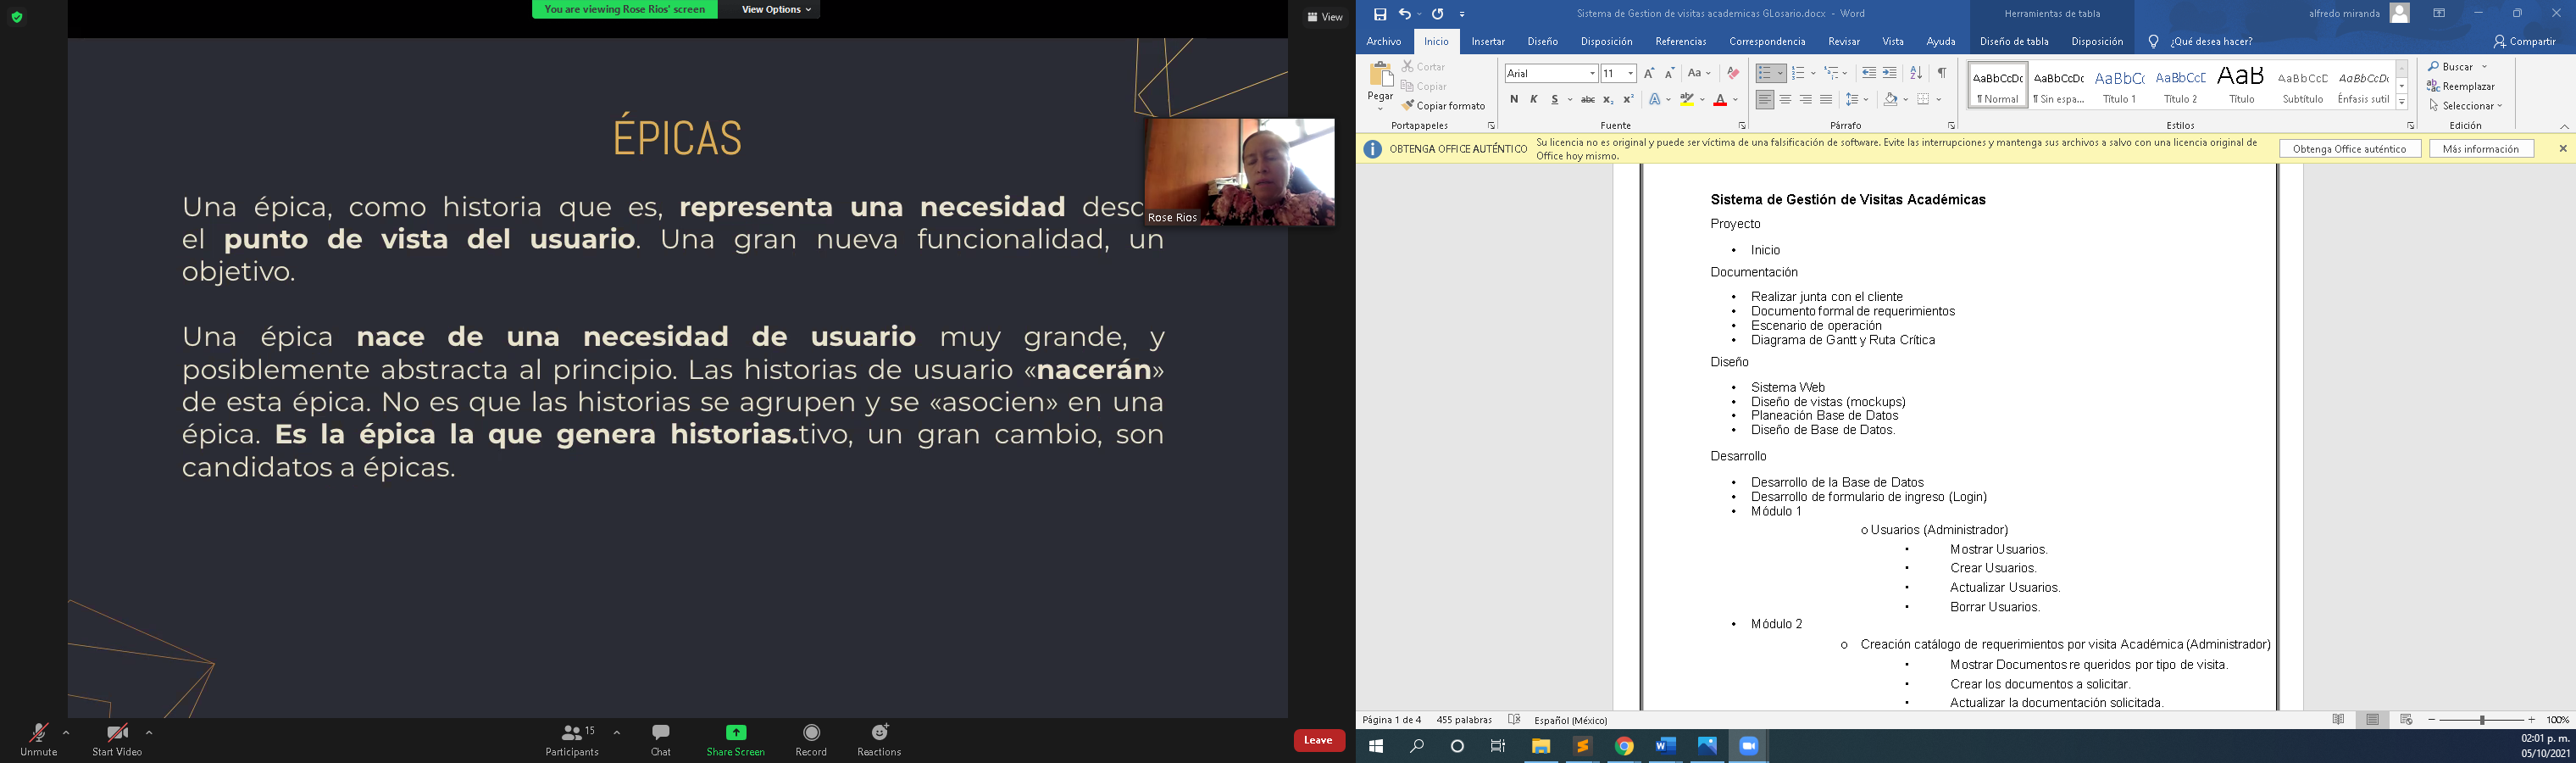 You are viewing Rose Rios' screen
View Options
View
ÉPICAS
Una épica, como historia que es, representa una necesidad desd
el punto de vista del usuario. Una gran nueva funcionalidad, un
objetivo.
Una épica nace de una necesidad de usuario muy grande, y
posiblemente abstracta al principio. Las historias de usuario «nacerán»
de esta épica. No es que las historias se agrupen y se «asocien» en una
épica. Es la épica la que genera historias.tivo, un gran cambio, son
candidatos a épicas.
Rose Rios
Unmute
Start Video
15
Participants
Chat
Share Screen
Record
Reactions
Leave
Sistema de Gestion de visitas academicas GLosario.docx - Word
Herramientas de tabla
alfredo miranda
Archivo Inicio Insertar Diseño Disposición Referencias Correspondencia Revisar Vista Ayuda Diseño de tabla Disposición ¿Qué desea hacer? Compartir
Pegar
Cortar
Copiar
Copiar formato
Portapapeles
Arial 11
Aa
N K S abc x₂ x² A A
Fuente
Párrafo
AaBbCcDc AaBbCcDc AaBbCc AaBbCcE AaB AaBbCcD AaBbCcDc
¶ Normal ¶ Sin espa... Título 1 Título 2 Título Subtítulo Énfasis sutil
Estilos
Buscar
Reemplazar
Seleccionar
Edición
OBTENGA OFFICE AUTÉNTICO Su licencia no es original y puede ser víctima de una falsificación de software. Evite las interrupciones y mantenga sus archivos a salvo con una licencia original de
Office hoy mismo.
Obtenga Office auténtico
Más información
Sistema de Gestión de Visitas Académicas
Proyecto
• Inicio
Documentación
• Realizar junta con el cliente
• Documento formal de requerimientos
• Escenario de operación
• Diagrama de Gantt y Ruta Crítica
Diseño
• Sistema Web
• Diseño de vistas (mockups)
• Planeación Base de Datos
• Diseño de Base de Datos.
Desarrollo
• Desarrollo de la Base de Datos
• Desarrollo de formulario de ingreso (Login)
• Módulo 1
o Usuarios (Administrador)
▪ Mostrar Usuarios.
▪ Crear Usuarios.
▪ Actualizar Usuarios.
▪ Borrar Usuarios.
• Módulo 2
o Creación catálogo de requerimientos por visita Académica (Administrador)
▪ Mostrar Documentos re queridos por tipo de visita.
▪ Crear los documentos a solicitar.
▪ Actualizar la documentación solicitada.
Página 1 de 4 455 palabras Español (México) 100%
02:01 p. m.
05/10/2021